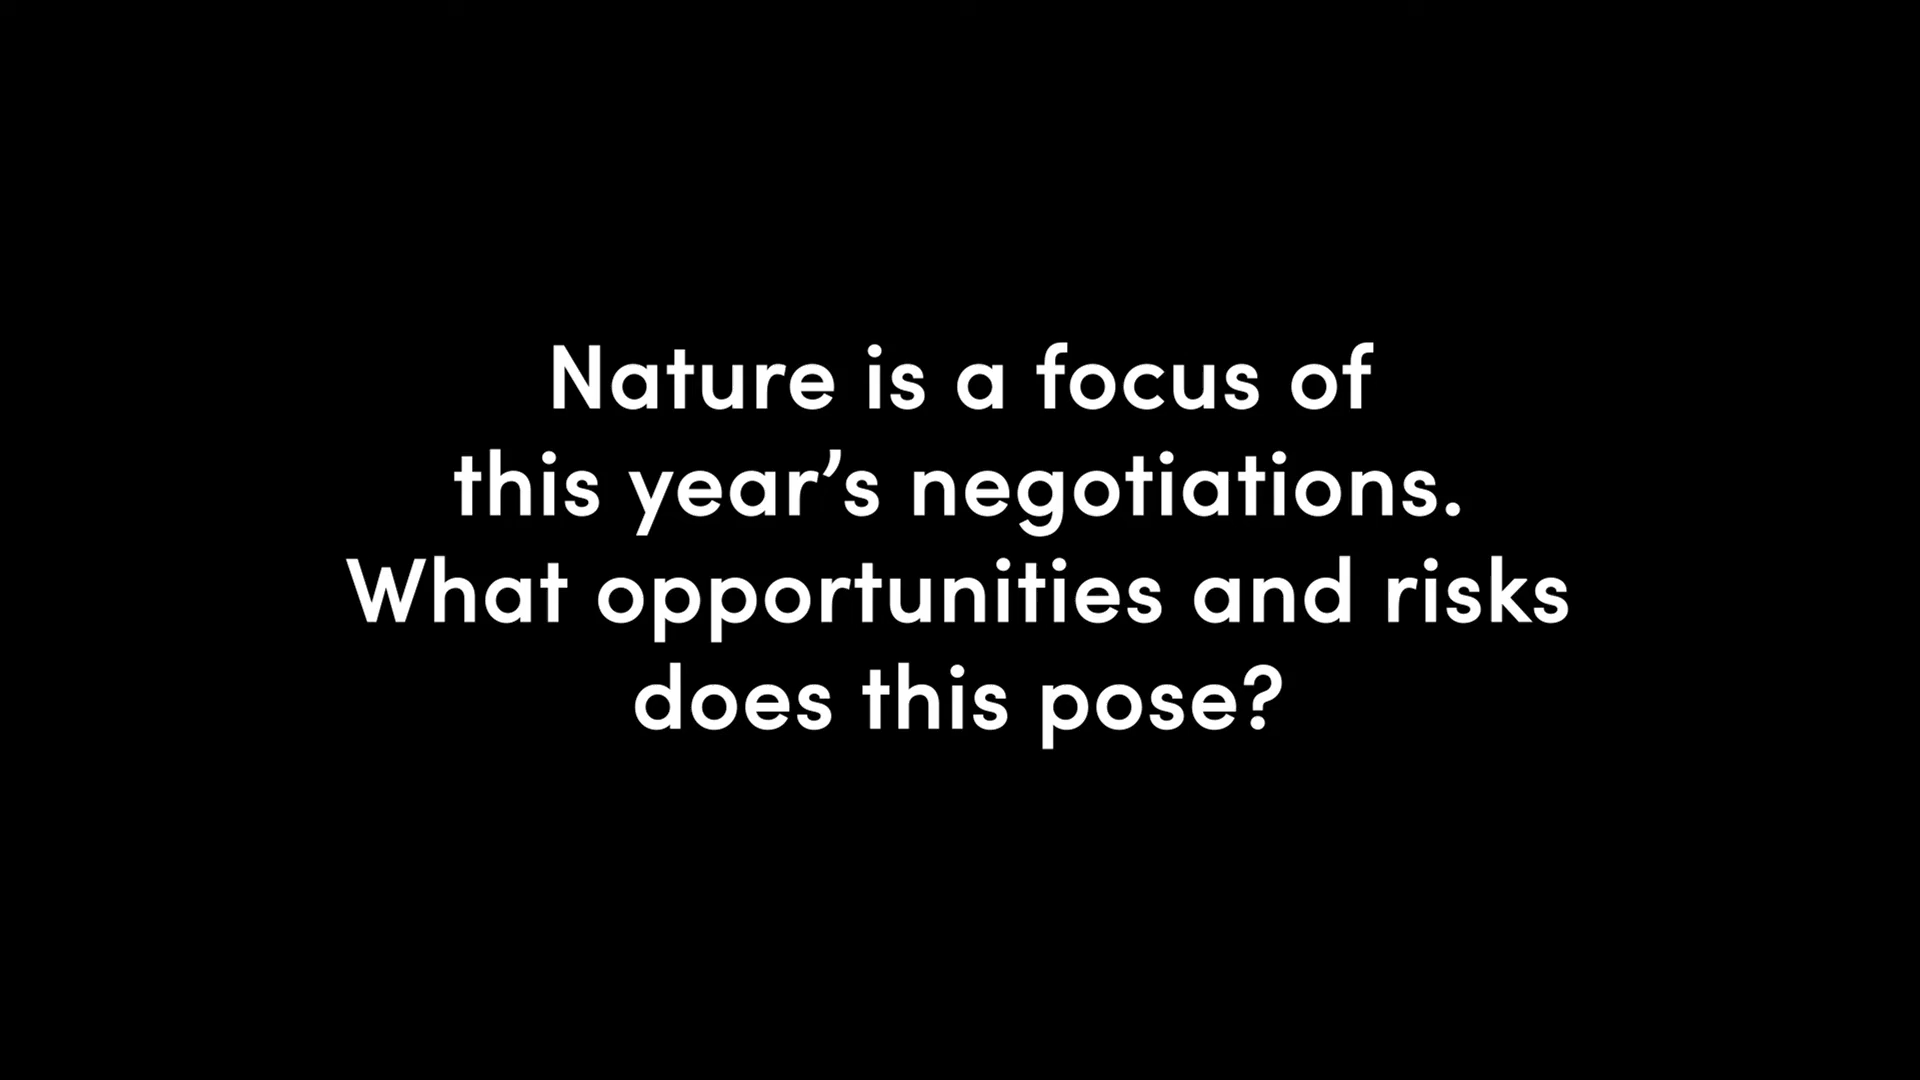 Nature is a focus of
this year’s negotiations.
What opportunities and risks
does this pose?